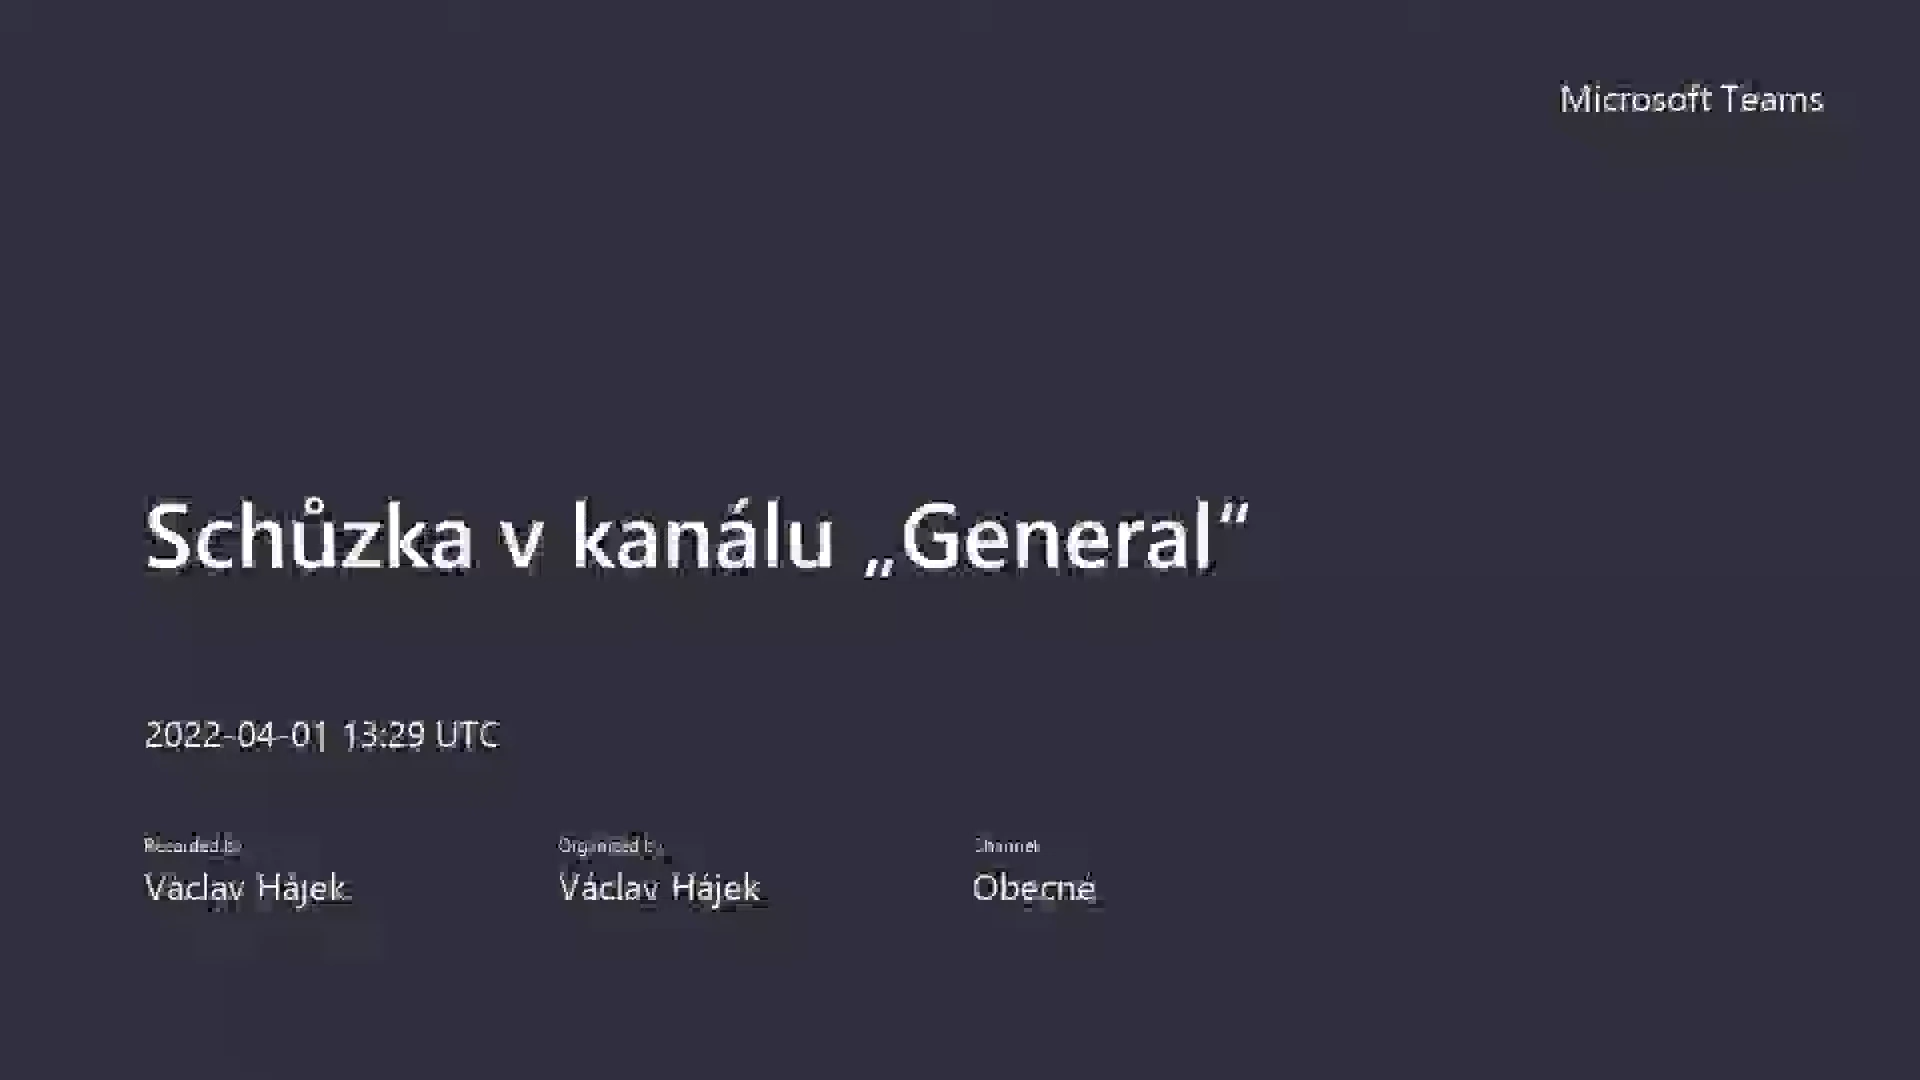 Microsoft Teams
Schůzka v kanálu „General“
2022-04-01 13:29 UTC
Recorded by
Organized by
Channel
Václav Hájek
Václav Hájek
Obecné